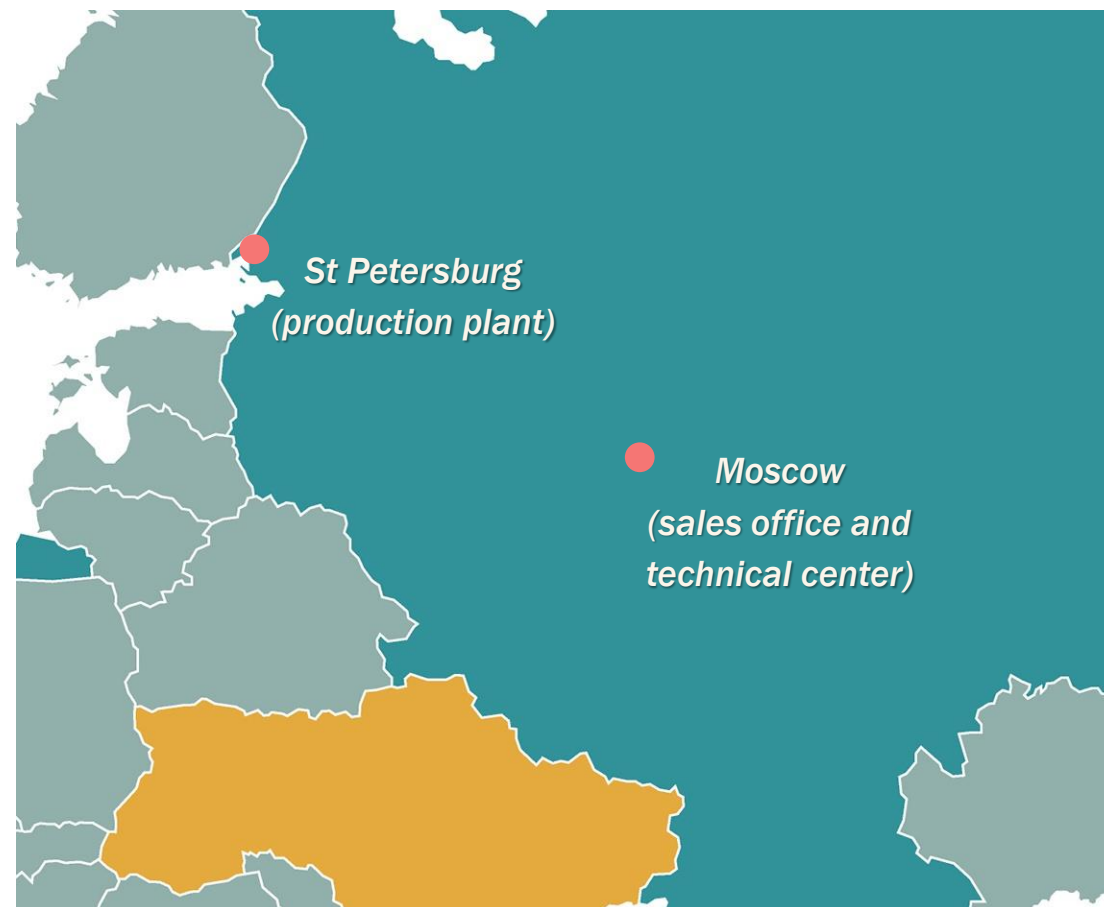 St Petersburg
(production plant)
Moscow
(sales office and
technical center)